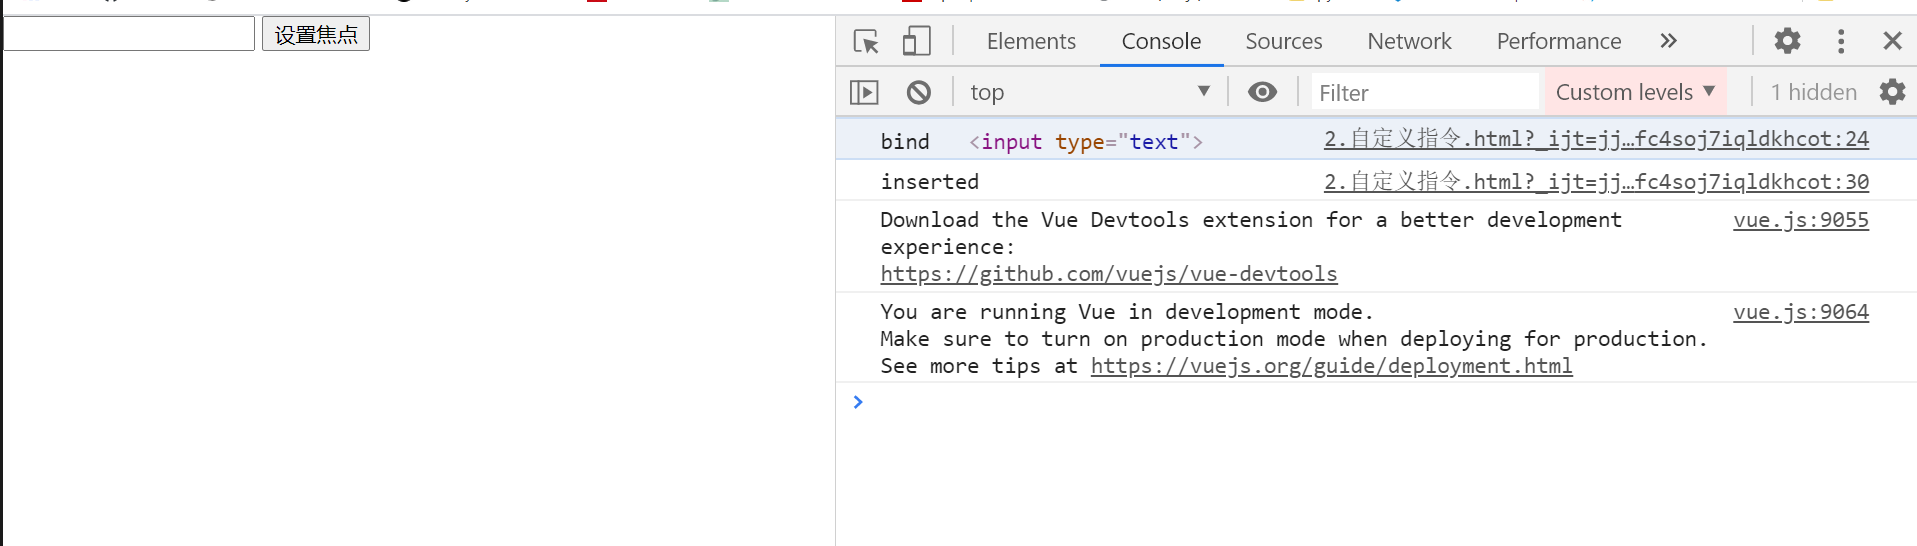 设置焦点
Elements Console Sources Network Performance »
top ▼ Filter Custom levels ▼ 1 hidden
bind <input type="text"> 2.自定义指令.html?_ijt=jj…fc4soj7iqldkhcot:24
inserted 2.自定义指令.html?_ijt=jj…fc4soj7iqldkhcot:30
Download the Vue Devtools extension for a better development vue.js:9055
experience:
https://github.com/vuejs/vue-devtools
You are running Vue in development mode. vue.js:9064
Make sure to turn on production mode when deploying for production.
See more tips at https://vuejs.org/guide/deployment.html